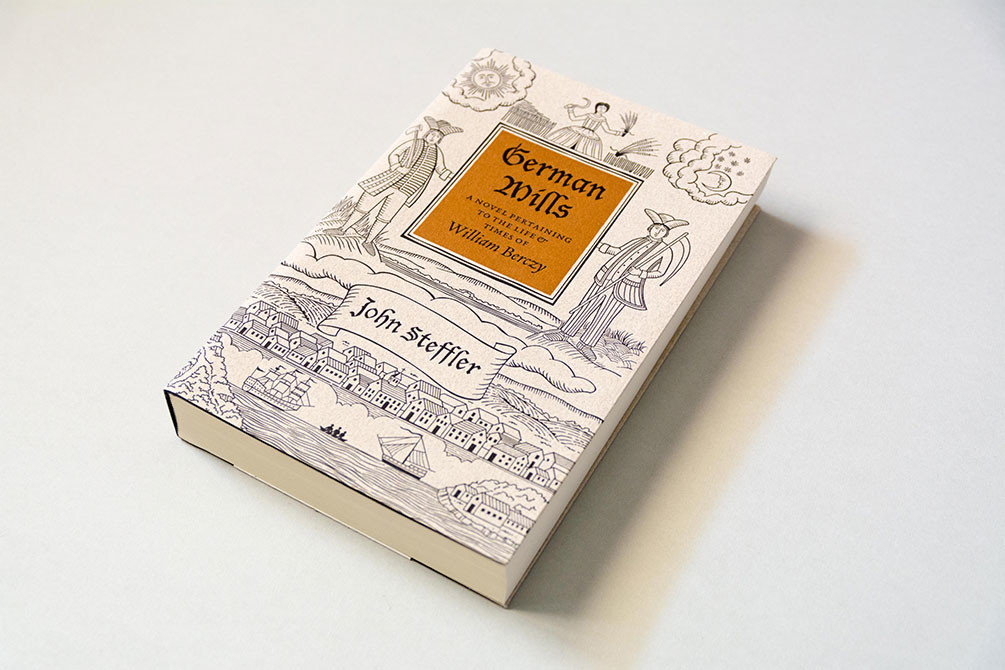 German
Mills
A NOVEL PERTAINING
TO THE LIFE &
TIMES OF
William Berczy
John Steffler